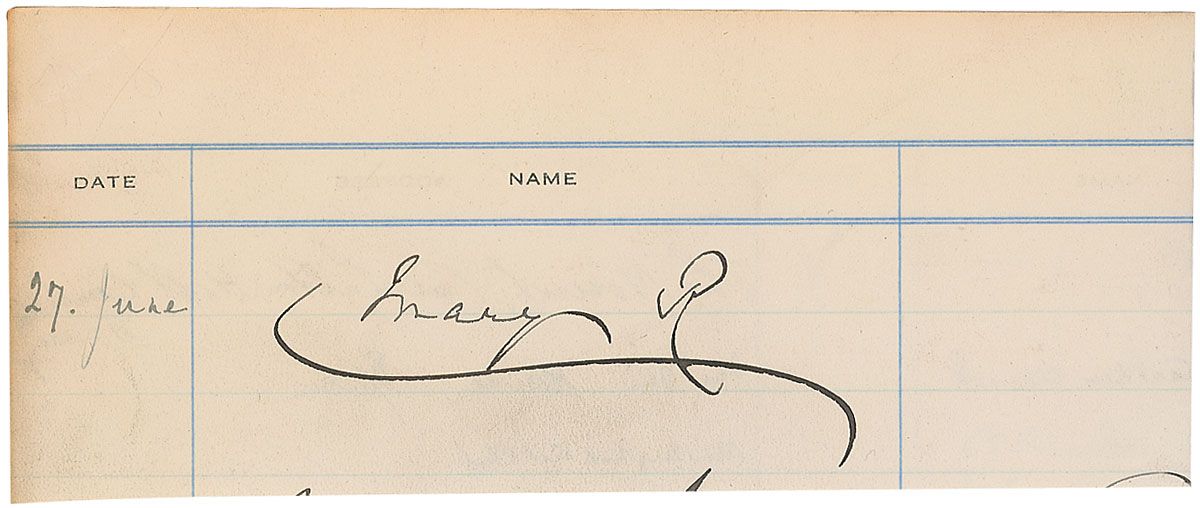 DATE NAME
27. June Mary R